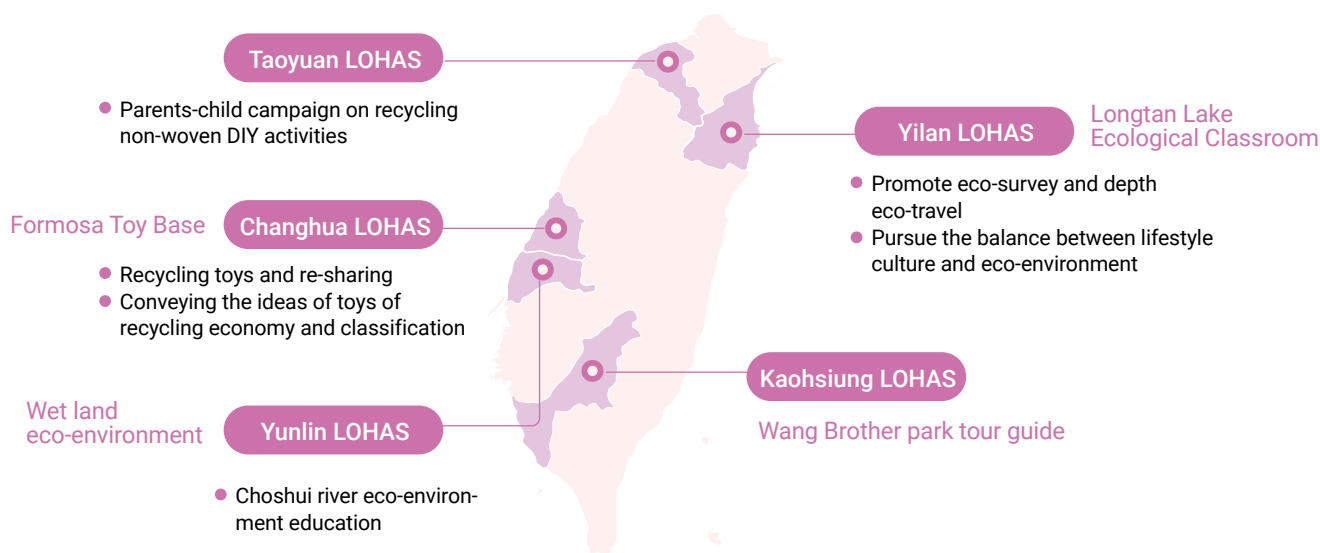 Taoyuan LOHAS
Parents-child campaign on recycling
non-woven DIY activities
Formosa Toy Base
Changhua LOHAS
Recycling toys and re-sharing
Conveying the ideas of toys of
recycling economy and classification
Wet land
eco-environment
Yunlin LOHAS
Choshui river eco-environ-
ment education
Yilan LOHAS
Longtan Lake
Ecological Classroom
Promote eco-survey and depth
eco-travel
Pursue the balance between lifestyle
culture and eco-environment
Kaohsiung LOHAS
Wang Brother park tour guide